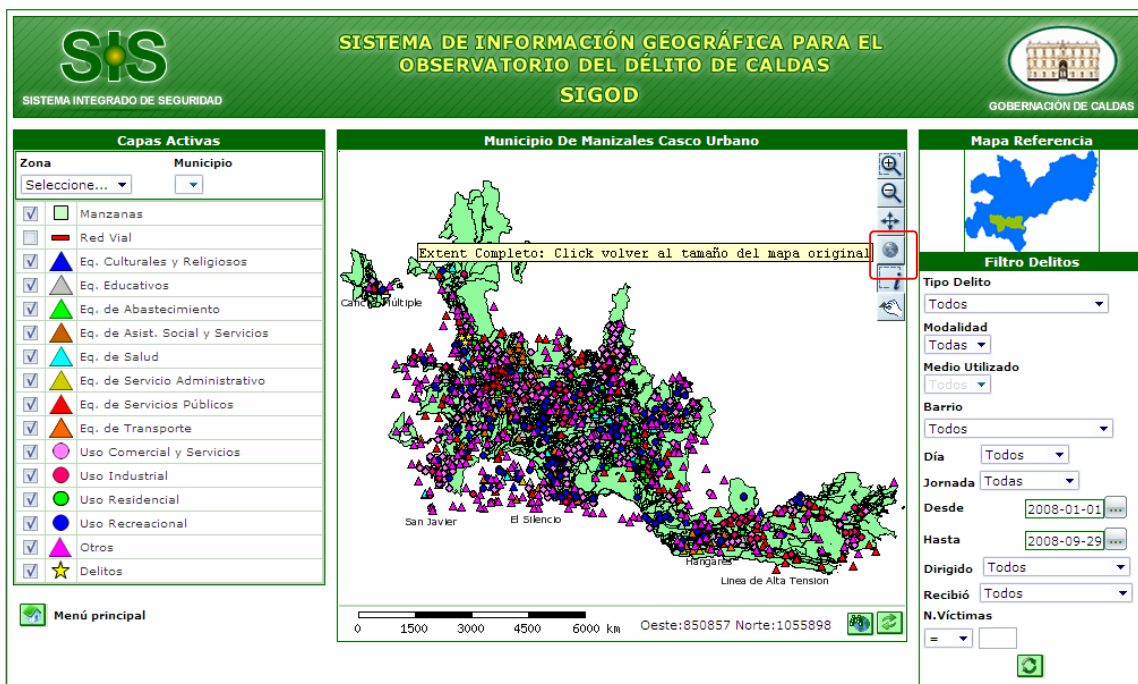 SIS
SISTEMA INTEGRADO DE SEGURIDAD
SISTEMA DE INFORMACIÓN GEOGRÁFICA PARA EL
OBSERVATORIO DEL DÉLITO DE CALDAS
SIGOD
GOBERNACIÓN DE CALDAS
Capas Activas
Zona Municipio
Seleccione...
Manzanas
Red Vial
Eq. Culturales y Religiosos
Eq. Educativos
Eq. de Abastecimiento
Eq. de Asist. Social y Servicios
Eq. de Salud
Eq. de Servicio Administrativo
Eq. de Servicios Públicos
Eq. de Transporte
Uso Comercial y Servicios
Uso Industrial
Uso Residencial
Uso Recreacional
Otros
Delitos
Menú principal
Municipio De Manizales Casco Urbano
Extent Completo: Click volver al tamaño del mapa original
Múltiple
San Javier
El Silencio
Hangares
Linea de Alta Tension
0 1500 3000 4500 6000 km
Oeste:850857 Norte:1055898
Mapa Referencia
Filtro Delitos
Tipo Delito
Todos
Modalidad
Todas
Medio Utilizado
Todos
Barrio
Todos
Día Todos
Jornada Todas
Desde 2008-01-01 ...
Hasta 2008-09-29 ...
Dirigido Todos
Recibió Todos
N.Víctimas
=